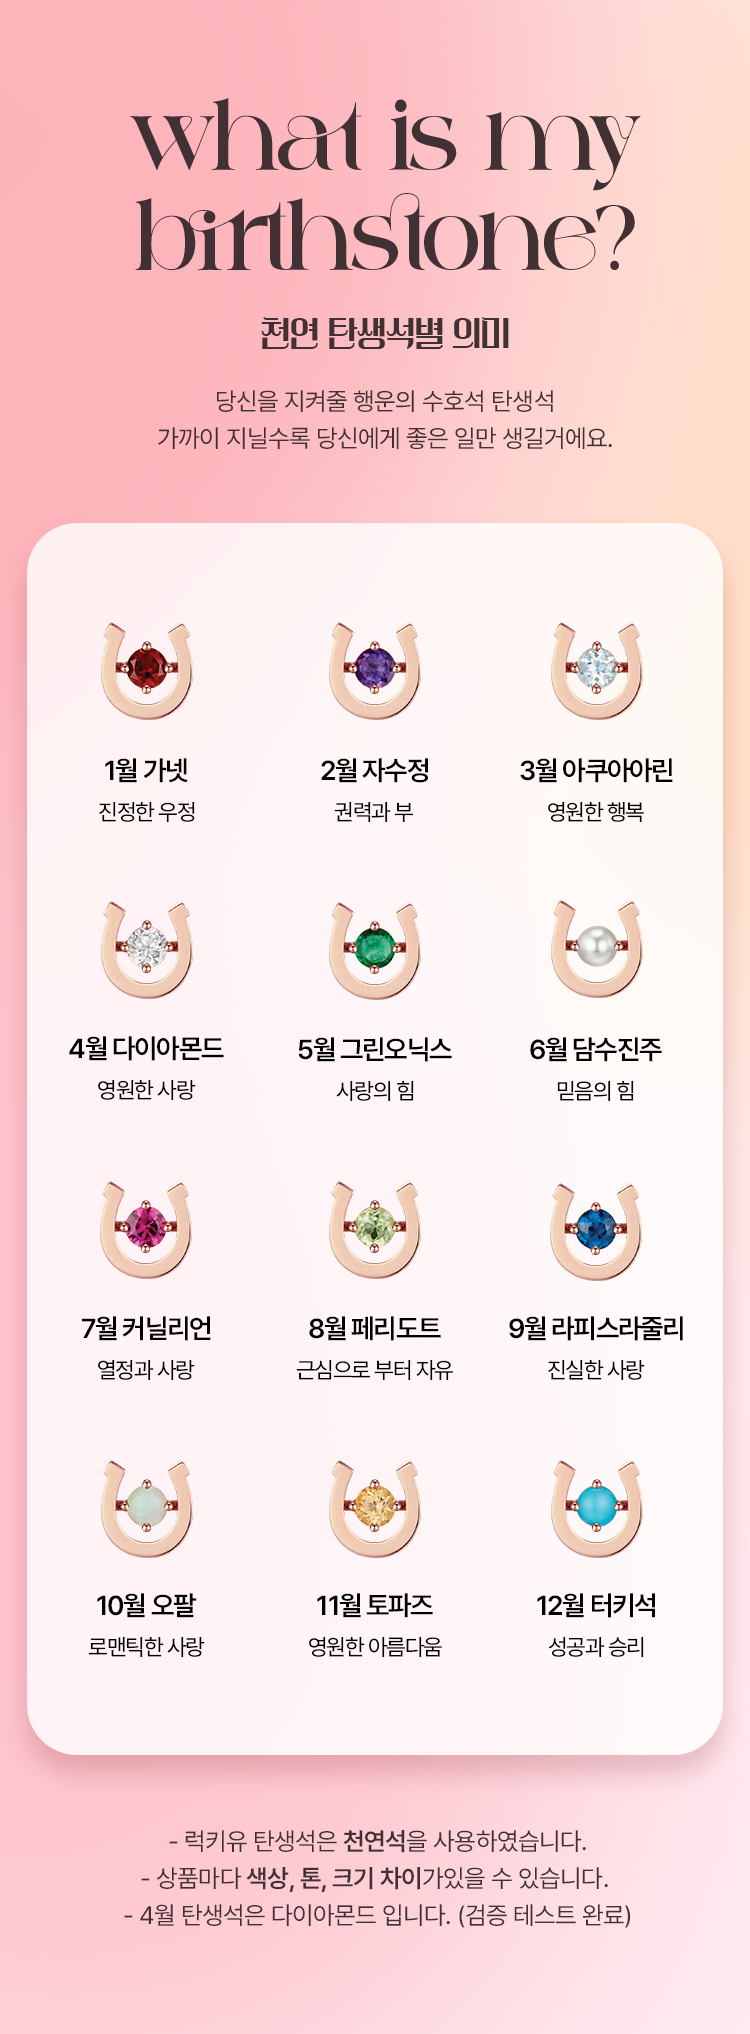 what is my
birthstone?
천연 탄생석별 의미
당신을 지켜줄 행운의 수호석 탄생석
가까이 지닐수록 당신에게 좋은 일만 생길거에요.
1월 가넷
진정한 우정
2월 자수정
권력과 부
3월 아쿠아아린
영원한 행복
4월 다이아몬드
영원한 사랑
5월 그린오닉스
사랑의 힘
6월 담수진주
믿음의 힘
7월 커닐리언
열정과 사랑
8월 페리도트
근심으로 부터 자유
9월 라피스라줄리
진실한 사랑
10월 오팔
로맨틱한 사랑
11월 토파즈
영원한 아름다움
12월 터키석
성공과 승리
- 럭키유 탄생석은 천연석을 사용하였습니다.
- 상품마다 색상, 톤, 크기 차이가있을 수 있습니다.
- 4월 탄생석은 다이아몬드 입니다. (검증 테스트 완료)